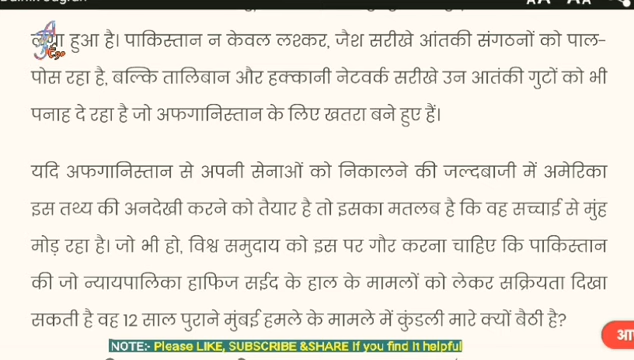 हुआ है। पाकिस्तान न केवल लश्कर, जैश सरीखे आंतकी संगठनों को पाल-
पोस रहा है, बल्कि तालिबान और हक्कानी नेटवर्क सरीखे उन आतंकी गुटों को भी
पनाह दे रहा है जो अफगानिस्तान के लिए खतरा बने हुए हैं।
यदि अफगानिस्तान से अपनी सेनाओं को निकालने की जल्दबाजी में अमेरिका
इस तथ्य की अनदेखी करने को तैयार है तो इसका मतलब है कि वह सच्चाई से मुंह
मोड़ रहा है। जो भी हो, विश्व समुदाय को इस पर गौर करना चाहिए कि पाकिस्तान
की जो न्यायपालिका हाफिज सईद के हाल के मामलों को लेकर सक्रियता दिखा
सकती है वह 12 साल पुराने मुंबई हमले के मामले में कुंडली मारे क्यों बैठी है?
NOTE:- Please LIKE, SUBSCRIBE &SHARE if you find it helpful